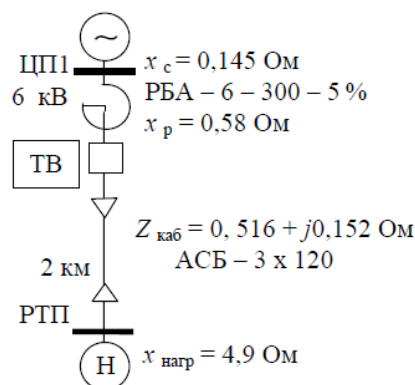 ~
ЦП1
x с = 0,145 Ом
6 кВ
РБА – 6 – 300 – 5 %
x р = 0,58 Ом
ТВ
Z каб = 0, 516 + j0,152 Ом
АСБ – 3 x 120
2 км
РТП
Н
x нагр = 4,9 Ом